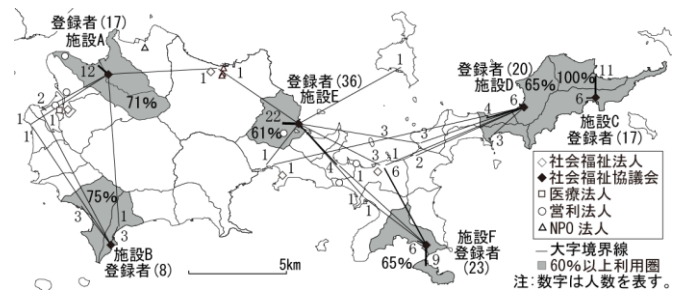 登録者(17)
施設A
12
71%
1
1
2
1
1
75%
3
3
1
施設B
登録者(8)
登録者(36)
施設E
22
61%
1
1
1
1
4
3
3
3
1
6
2
1
登録者(20)
施設D
65%
6
4
3
100%
11
6
施設C
登録者(17)
6
9
65%
施設F
登録者
(23)
5km
◇社会福祉法人
◆社会福祉協議会
□医療法人
○営利法人
△NPO法人
—大字境界線
■60%以上利用圏
注:数字は人数を表す。